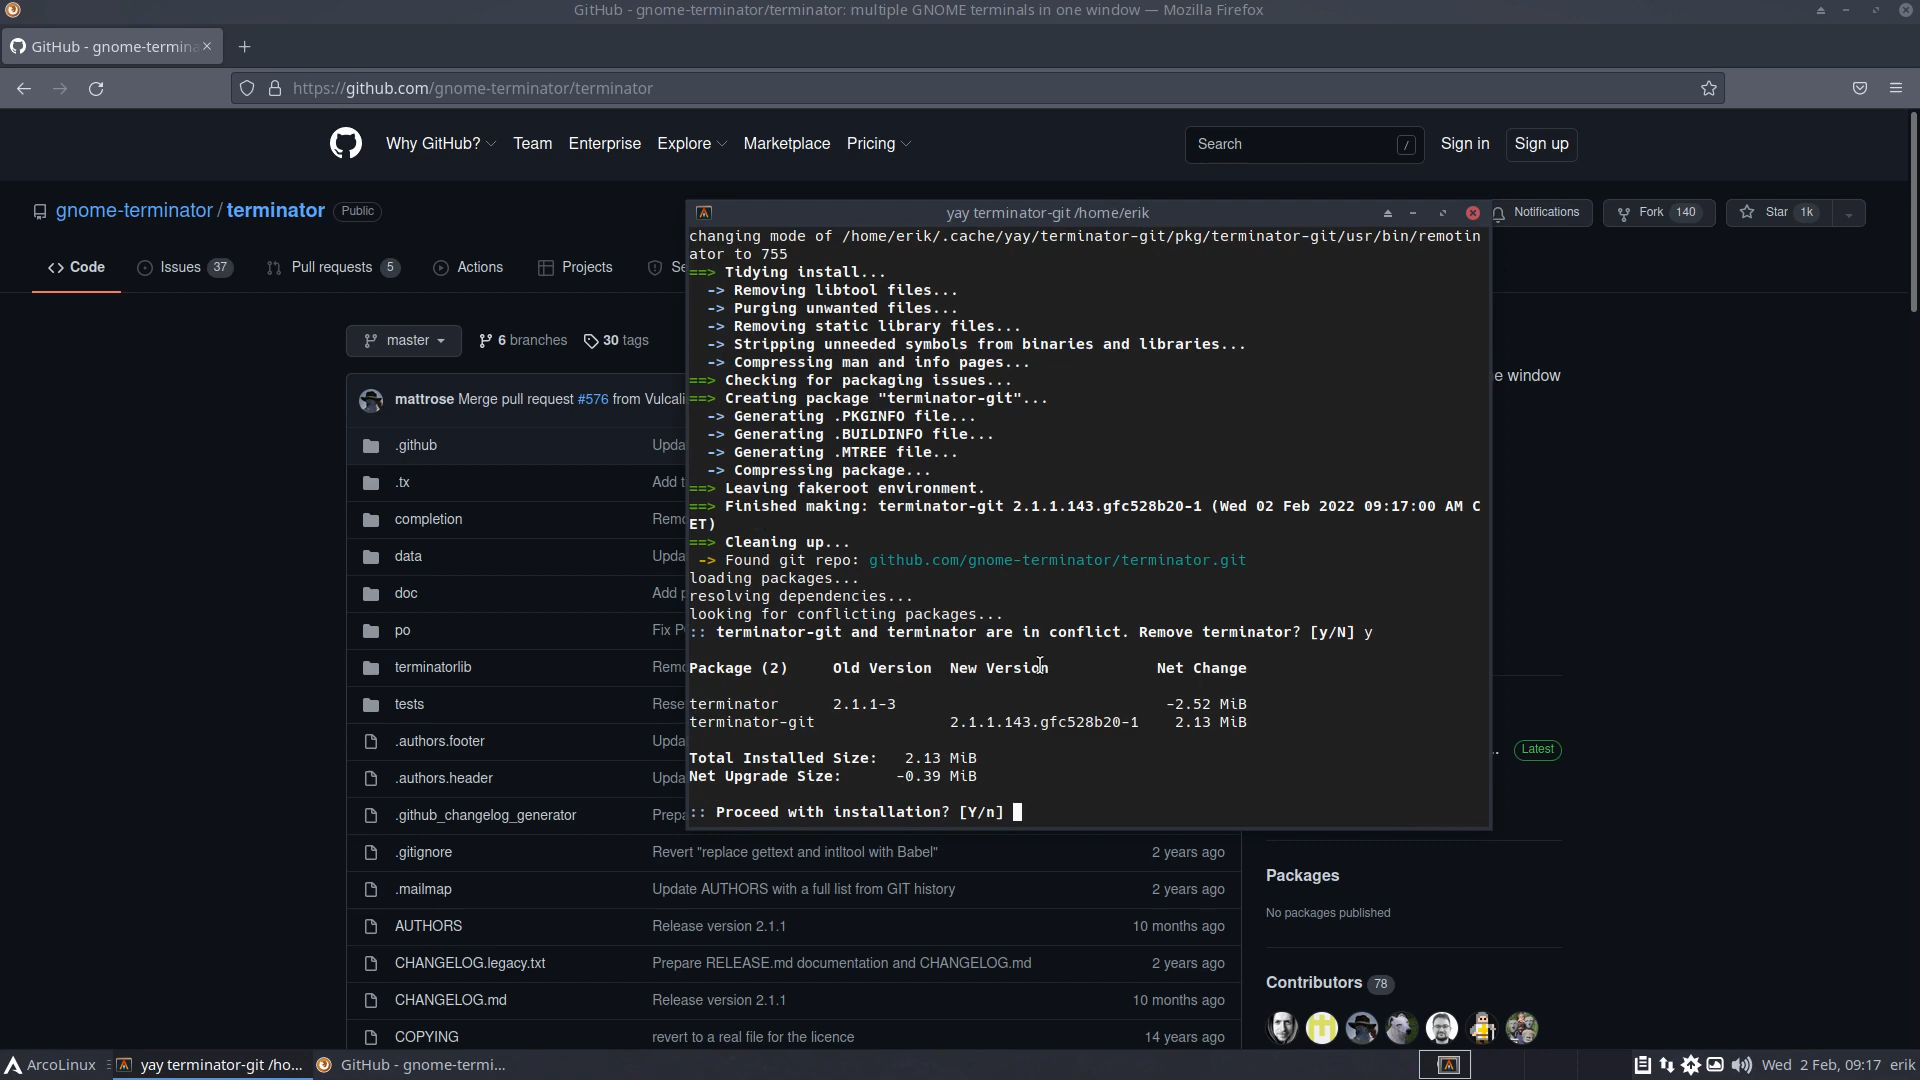 GitHub - gnome-terminator/terminator: multiple GNOME terminals in one window — Mozilla Firefox
GitHub - gnome-termina
https://github.com/gnome-terminator/terminator
Why GitHub? Team Enterprise Explore Marketplace Pricing
Search / Sign in Sign up
gnome-terminator / terminator Public
Notifications Fork 140 Star 1k
Code Issues 37 Pull requests 5 Actions Projects Se
master 6 branches 30 tags
e window
mattrose Merge pull request #576 from Vulcali
.github Upda
.tx Add t
completion Remo
data Upda
doc Add p
po Fix P
terminatorlib Remo
tests Rese
.authors.footer Upda
.authors.header Upda
.github_changelog_generator Prepa
.gitignore Revert "replace gettext and intltool with Babel" 2 years ago
.mailmap Update AUTHORS with a full list from GIT history 2 years ago
AUTHORS Release version 2.1.1 10 months ago
CHANGELOG.legacy.txt Prepare RELEASE.md documentation and CHANGELOG.md 2 years ago
CHANGELOG.md Release version 2.1.1 10 months ago
COPYING revert to a real file for the licence 14 years ago
yay terminator-git /home/erik
changing mode of /home/erik/.cache/yay/terminator-git/pkg/terminator-git/usr/bin/remotin
ator to 755
==> Tidying install...
-> Removing libtool files...
-> Purging unwanted files...
-> Removing static library files...
-> Stripping unneeded symbols from binaries and libraries...
-> Compressing man and info pages...
==> Checking for packaging issues...
==> Creating package "terminator-git"...
-> Generating .PKGINFO file...
-> Generating .BUILDINFO file...
-> Generating .MTREE file...
-> Compressing package...
==> Leaving fakeroot environment.
==> Finished making: terminator-git 2.1.1.143.gfc528b20-1 (Wed 02 Feb 2022 09:17:00 AM C
ET)
==> Cleaning up...
-> Found git repo: github.com/gnome-terminator/terminator.git
loading packages...
resolving dependencies...
looking for conflicting packages...
:: terminator-git and terminator are in conflict. Remove terminator? [y/N] y
Package (2) Old Version New Version Net Change
terminator 2.1.1-3 -2.52 MiB
terminator-git 2.1.1.143.gfc528b20-1 2.13 MiB
Total Installed Size: 2.13 MiB
Net Upgrade Size: -0.39 MiB
:: Proceed with installation? [Y/n]
Latest
Packages
No packages published
Contributors 78
ArcoLinux yay terminator-git /ho... GitHub - gnome-termi... Wed 2 Feb, 09:17 erik